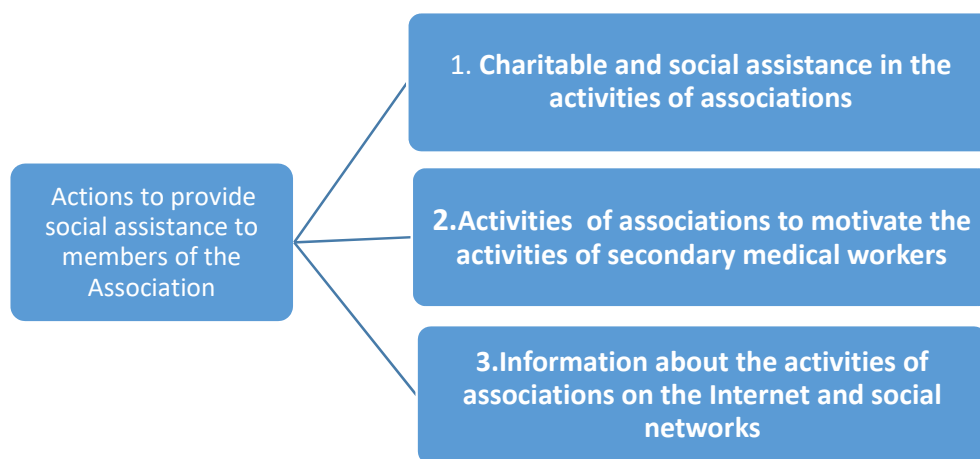 Actions to provide
social assistance to
members of the
Association
1. Charitable and social assistance in the
activities of associations
2.Activities of associations to motivate the
activities of secondary medical workers
3.Information about the activities of
associations on the Internet and social
networks